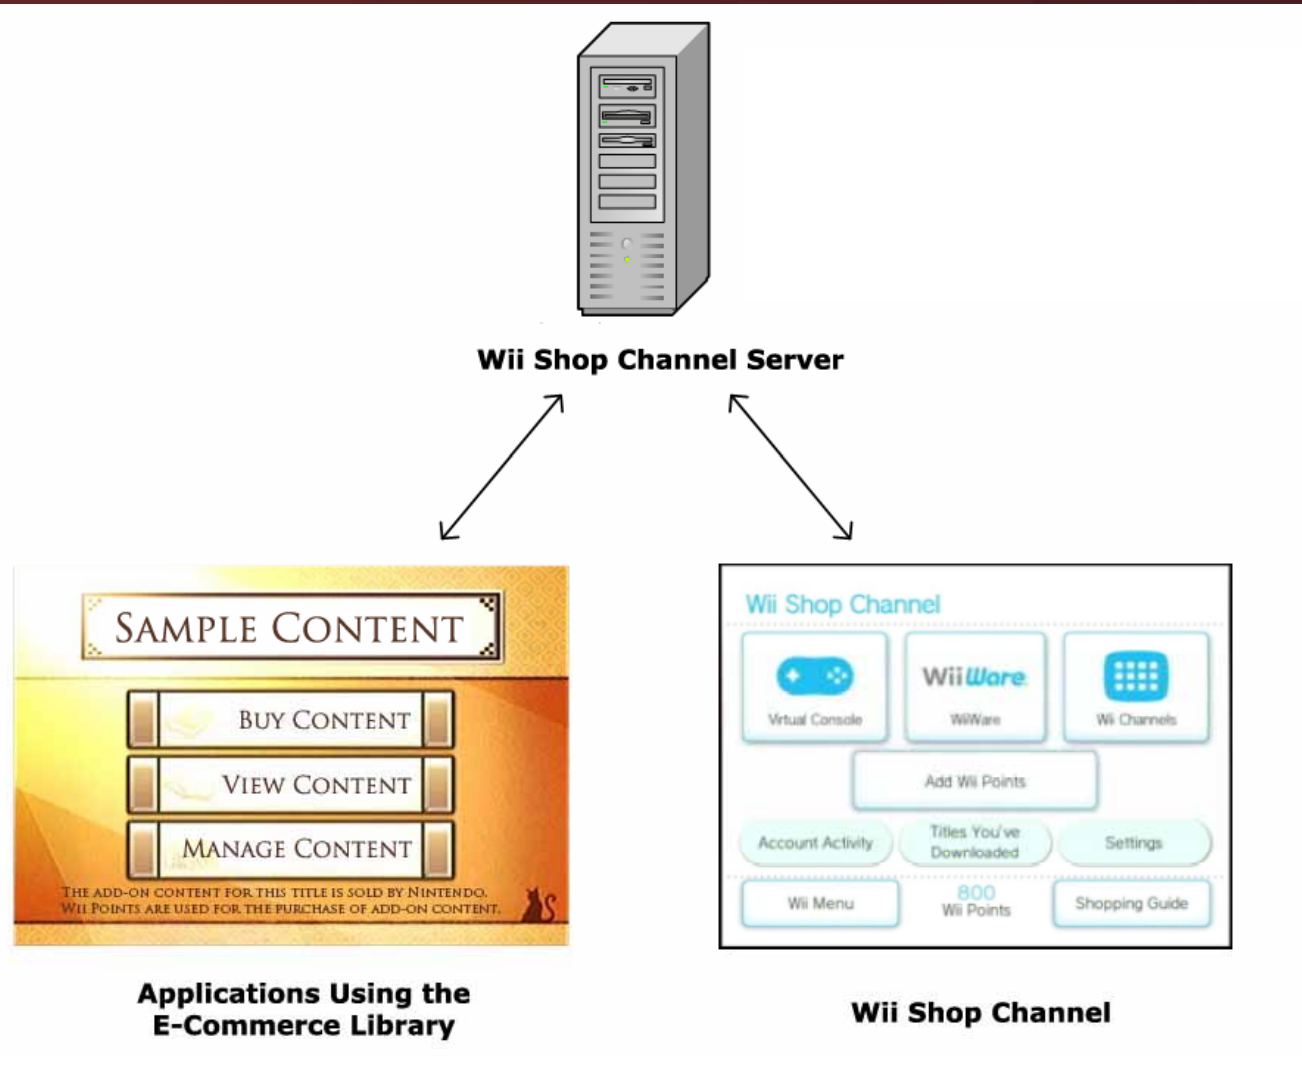 Wii Shop Channel Server
SAMPLE CONTENT
BUY CONTENT
VIEW CONTENT
MANAGE CONTENT
THE ADD-ON CONTENT FOR THIS TITLE IS SOLD BY NINTENDO.
WII POINTS ARE USED FOR THE PURCHASE OF ADD-ON CONTENT.
Applications Using the
E-Commerce Library
Wii Shop Channel
WiiWare
Virtual Console
WiiWare
Wii Channels
Add Wii Points
Account Activity
Titles You've
Downloaded
Settings
Wii Menu
800
Wii Points
Shopping Guide
Wii Shop Channel